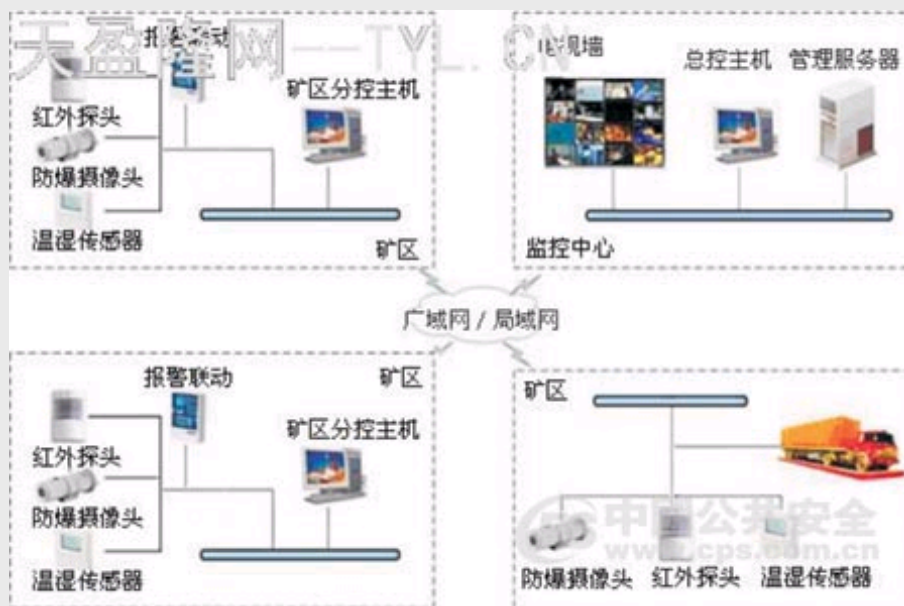 天盈隆网--TYL.CN
报警联动
红外探头
防爆摄像头
温湿传感器
矿区分控主机
矿区
电视墙
总控主机
管理服务器
监控中心
广域网 / 局域网
报警联动
矿区
红外探头
防爆摄像头
温湿传感器
矿区分控主机
矿区
防爆摄像头
红外探头
温湿传感器
中国公共安全
www.cps.com.cn